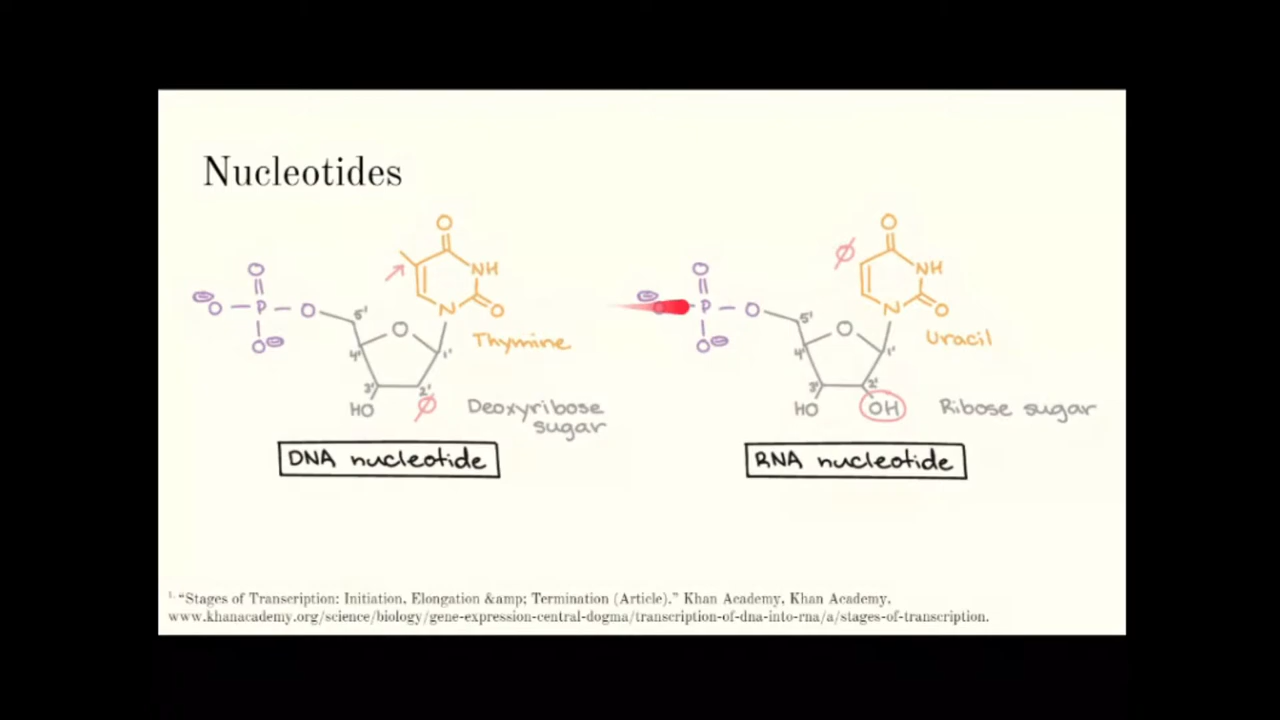 Nucleotides
O
O
NH
⊖
O
P
O
O⊖
5'
O
N
O
4'
1'
Thymine
3'
2'
HO
∅
Deoxyribose
sugar
DNA nucleotide
∅
O
O
NH
⊖
P
O
O⊖
5'
O
N
O
4'
1'
Uracil
3'
2'
HO
OH
Ribose sugar
RNA nucleotide
1. "Stages of Transcription: Initiation, Elongation &amp; Termination (Article)." Khan Academy, Khan Academy,
www.khanacademy.org/science/biology/gene-expression-central-dogma/transcription-of-dna-into-rna/a/stages-of-transcription.